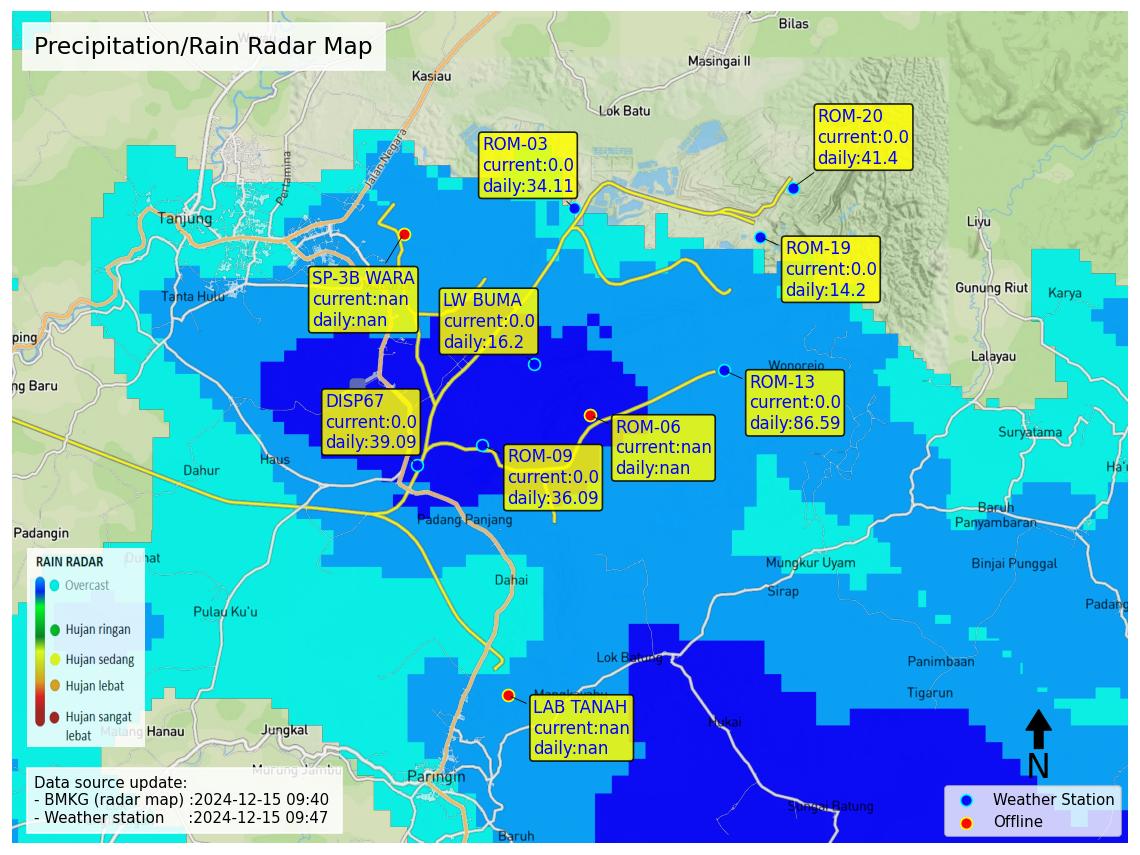 Precipitation/Rain Radar Map
Bilas
Masingai II
Kasiau
Lok Batu
Jalan Negara
Pertamina
Tanjung
Tanta Hulu
ROM-03
current:0.0
daily:34.11
ROM-20
current:0.0
daily:41.4
ROM-19
current:0.0
daily:14.2
SP-3B WARA
current:nan
daily:nan
LW BUMA
current:0.0
daily:16.2
Liyu
Gunung Riut
Karya
Lalayau
ping
ng Baru
Wonorejo
ROM-13
current:0.0
daily:86.59
DISP67
current:0.0
daily:39.09
ROM-06
current:nan
daily:nan
ROM-09
current:0.0
daily:36.09
Suryatama
Haus
Dahur
Padangin
Padang Panjang
Baruh
Panyambaran
Mungkur Uyam
Binjai Punggal
Dahai
Sirap
Padang
Pulau Ku'u
RAIN RADAR
Overcast
Hujan ringan
Hujan sedang
Hujan lebat
Hujan sangat
lebat
Lok Batung
Panimbaan
Tigarun
LAB TANAH
current:nan
daily:nan
Hukai
Jungkal
Murung Jambu
Paringin
Sungai Batung
Baruh
N
Data source update:
- BMKG (radar map) :2024-12-15 09:40
- Weather station :2024-12-15 09:47
Weather Station
Offline